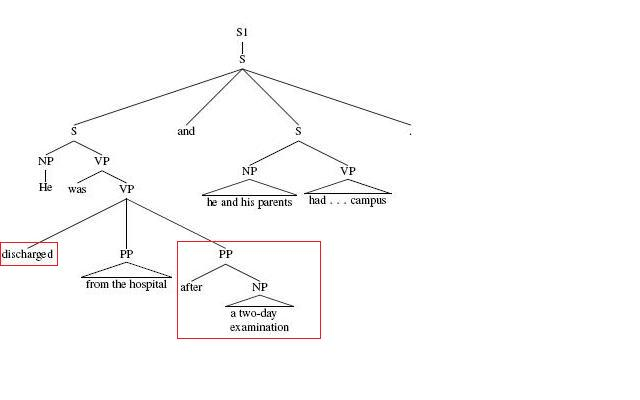 S1
S
S and S .
NP VP
NP VP
He was VP
he and his parents had . . . campus
discharged PP PP
from the hospital after NP
a two-day
examination